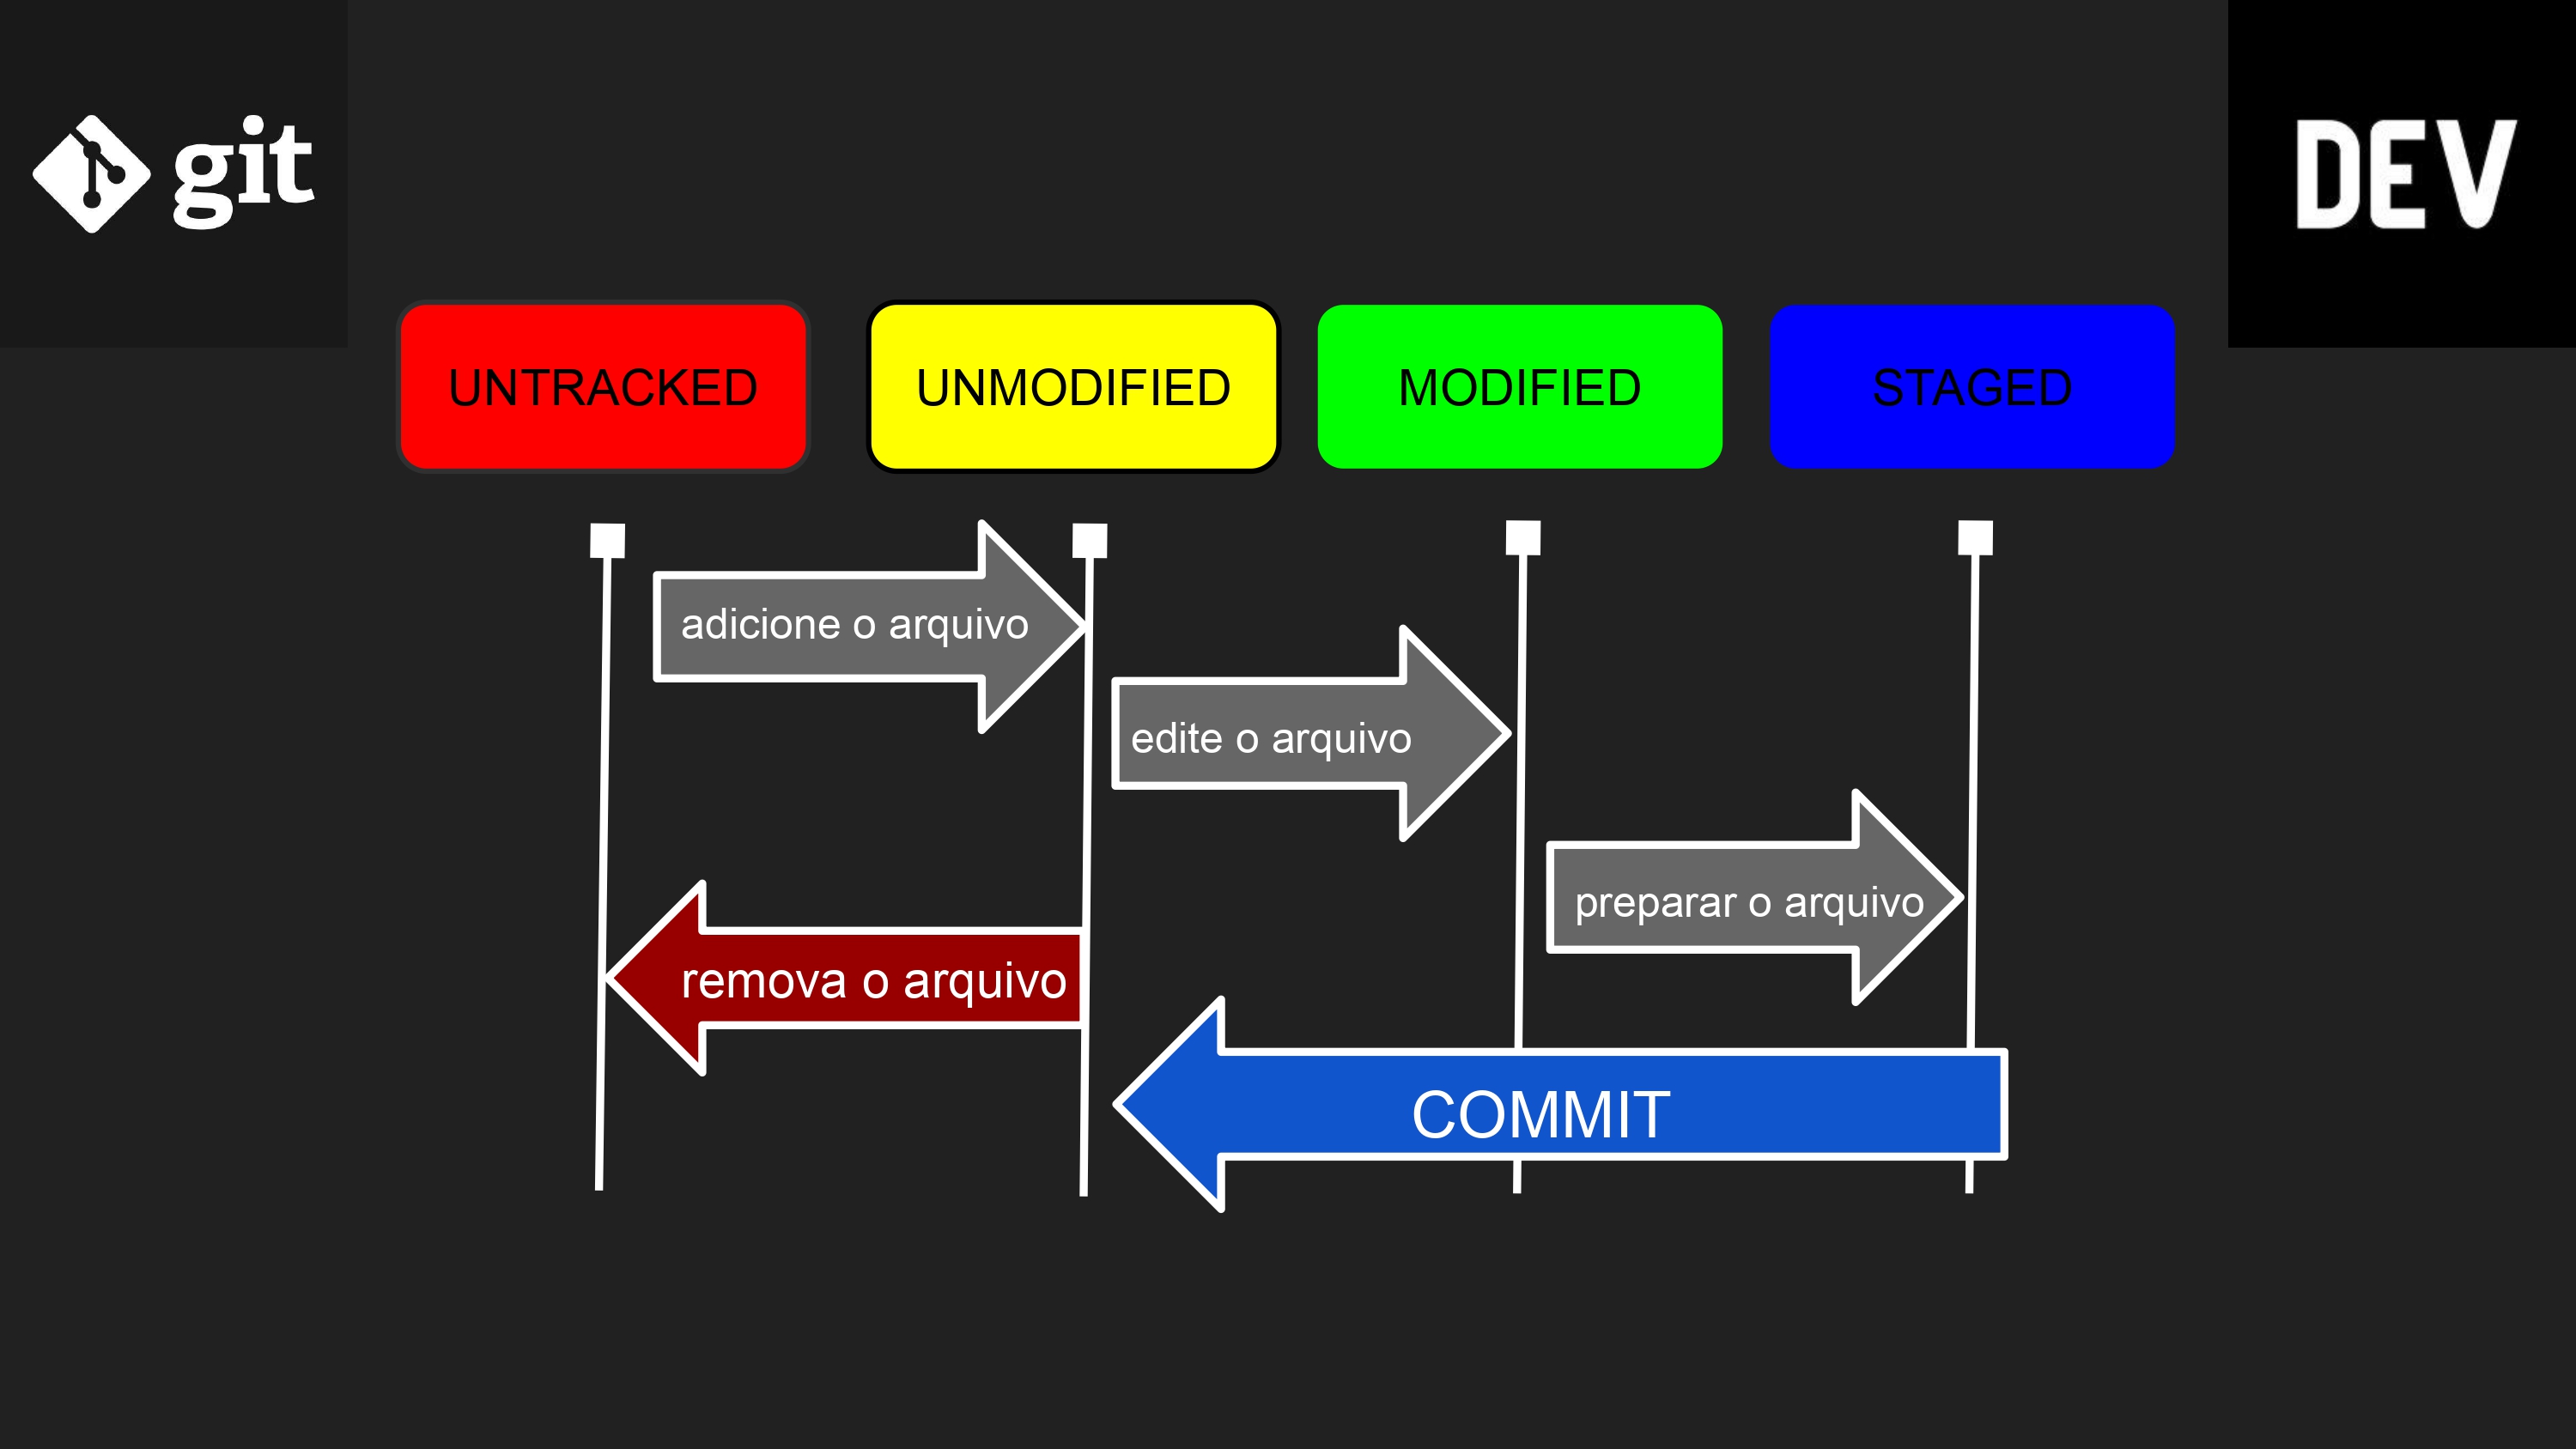 git
DEV
UNTRACKED
UNMODIFIED
MODIFIED
STAGED
adicione o arquivo
edite o arquivo
preparar o arquivo
remova o arquivo
COMMIT